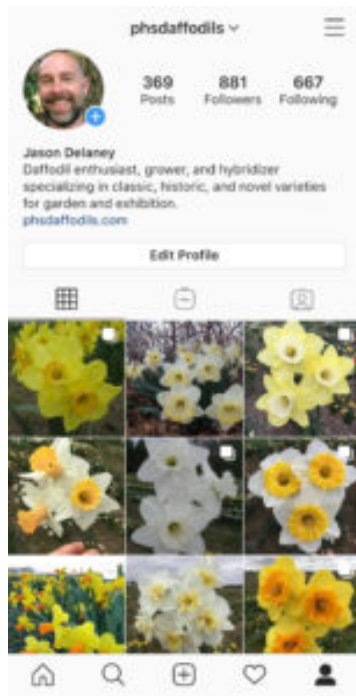 phsdaffodils
369 881 667
Posts Followers Following
Jason Delaney
Daffodil enthusiast, grower, and hybridizer
specializing in classic, historic, and novel varieties
for garden and exhibition.
phsdaffodils.com
Edit Profile